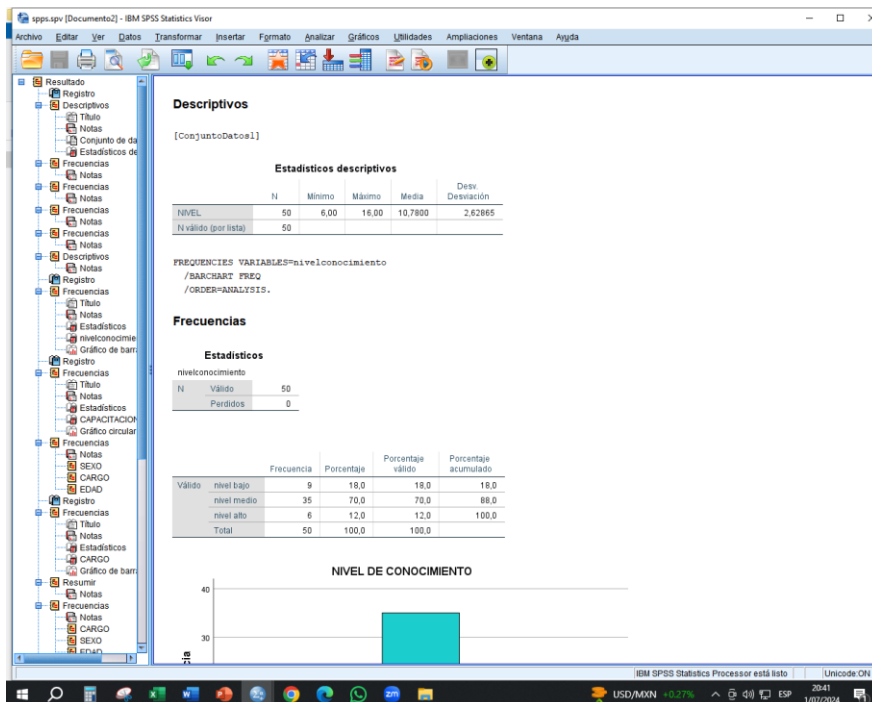 spps.spv [Documento2] - IBM SPSS Statistics Visor
Archivo Editar Ver Datos Transformar Insertar Formato Analizar Gráficos Utilidades Ampliaciones Ventana Ayuda
Resultado
Registro
Descriptivos
Título
Notas
Conjunto de da
Estadísticos de
Frecuencias
Notas
Frecuencias
Notas
Frecuencias
Notas
Frecuencias
Notas
Descriptivos
Notas
Registro
Frecuencias
Título
Notas
Estadísticos
nivelconocimie
Gráfico de barra
Registro
Frecuencias
Título
Notas
Estadísticos
CAPACITACION
Gráfico circular
Frecuencias
Notas
SEXO
CARGO
EDAD
Registro
Frecuencias
Título
Notas
Estadísticos
CARGO
Gráfico de barra
Resumir
Notas
Frecuencias
Notas
CARGO
SEXO
EDAD
Descriptivos
[ConjuntoDatos1]
Estadísticos descriptivos
N Mínimo Máximo Media Desv. Desviación
NIVEL 50 6,00 16,00 10,7800 2,62865
N válido (por lista) 50
FREQUENCIES VARIABLES=nivelconocimiento
/BARCHART FREQ
/ORDER=ANALYSIS.
Frecuencias
Estadísticos
nivelconocimiento
N Válido 50
Perdidos 0
Frecuencia Porcentaje Porcentaje válido Porcentaje acumulado
Válido nivel bajo 9 18,0 18,0 18,0
nivel medio 35 70,0 70,0 88,0
nivel alto 6 12,0 12,0 100,0
Total 50 100,0 100,0
NIVEL DE CONOCIMIENTO
40
30
cia
IBM SPSS Statistics Processor está listo Unicode:ON
USD/MXN +0.27% ESP 20:41
1/07/2024